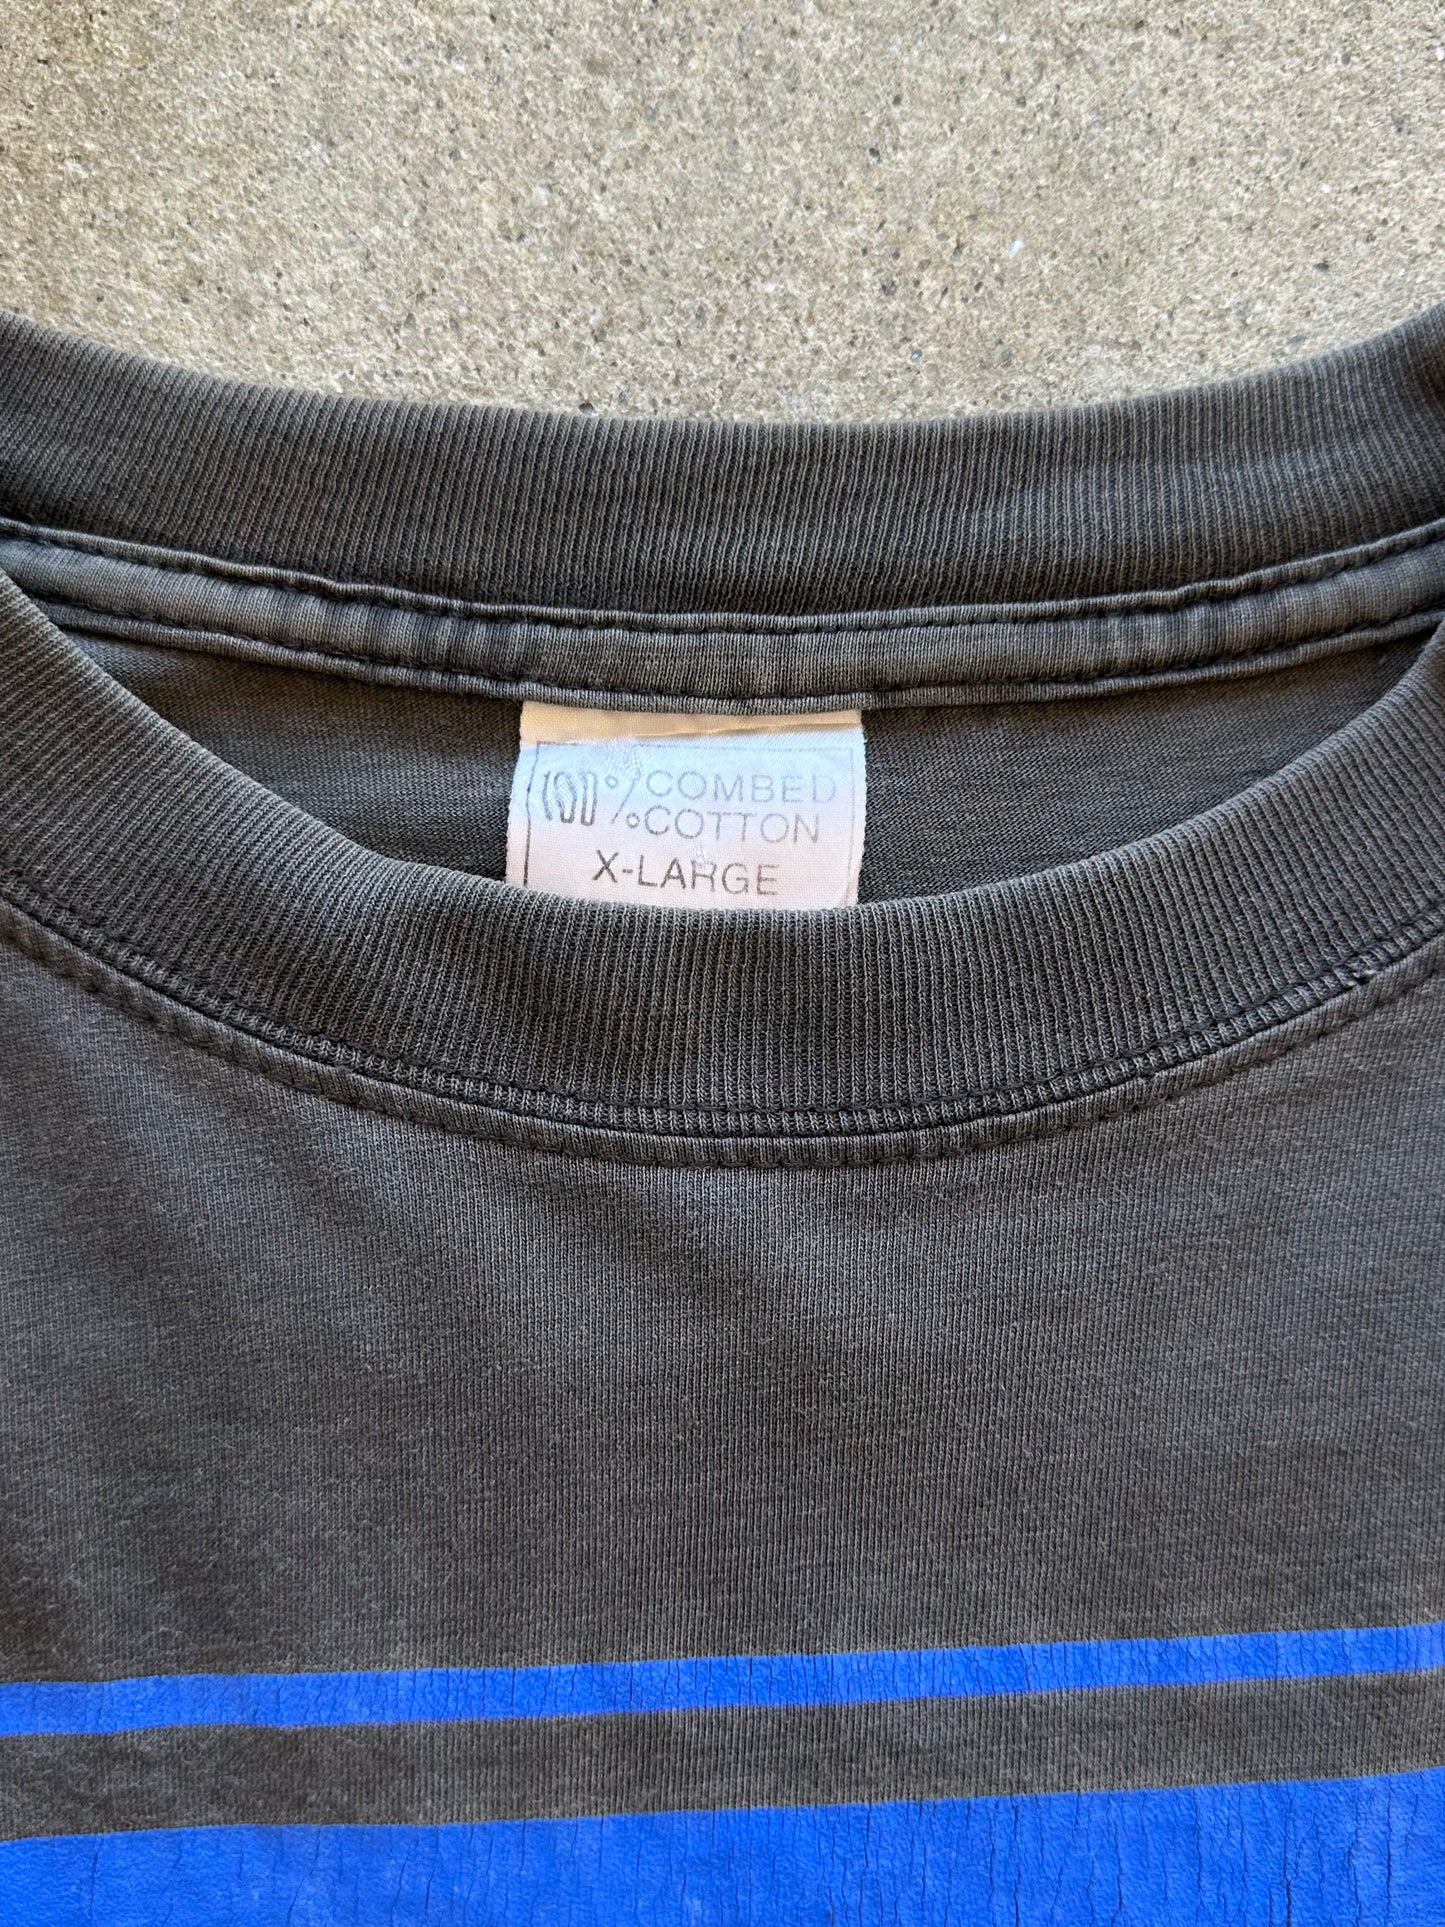 100% COMBED
COTTON
X-LARGE